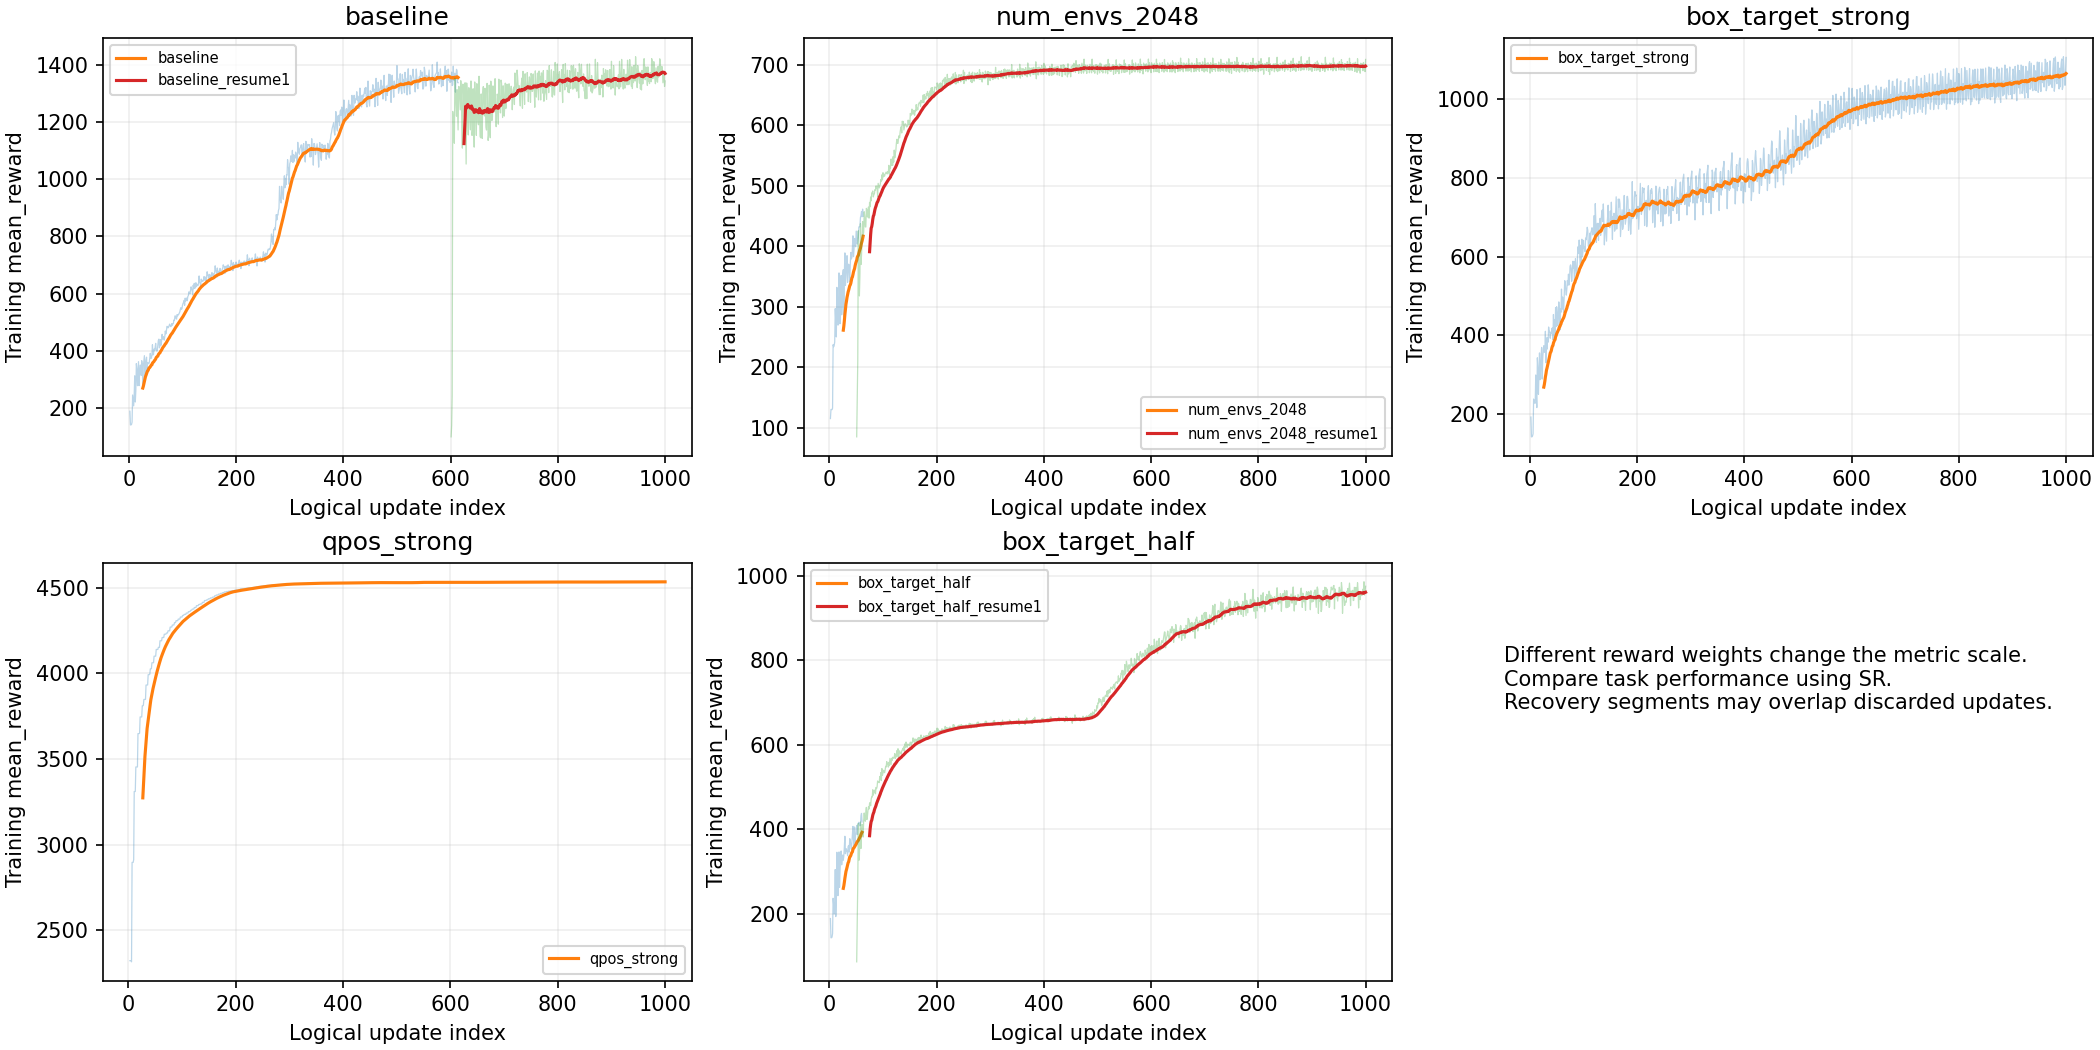 baseline
1400
1200
1000
800
600
400
200
Training mean_reward
baseline
baseline_resume1
0 200 400 600 800 1000
Logical update index
num_envs_2048
700
600
500
400
300
200
100
Training mean_reward
num_envs_2048
num_envs_2048_resume1
0 200 400 600 800 1000
Logical update index
box_target_strong
1000
800
600
400
200
Training mean_reward
box_target_strong
0 200 400 600 800 1000
Logical update index
qpos_strong
4500
4000
3500
3000
2500
Training mean_reward
qpos_strong
0 200 400 600 800 1000
Logical update index
box_target_half
1000
800
600
400
200
Training mean_reward
box_target_half
box_target_half_resume1
0 200 400 600 800 1000
Logical update index
Different reward weights change the metric scale.
Compare task performance using SR.
Recovery segments may overlap discarded updates.